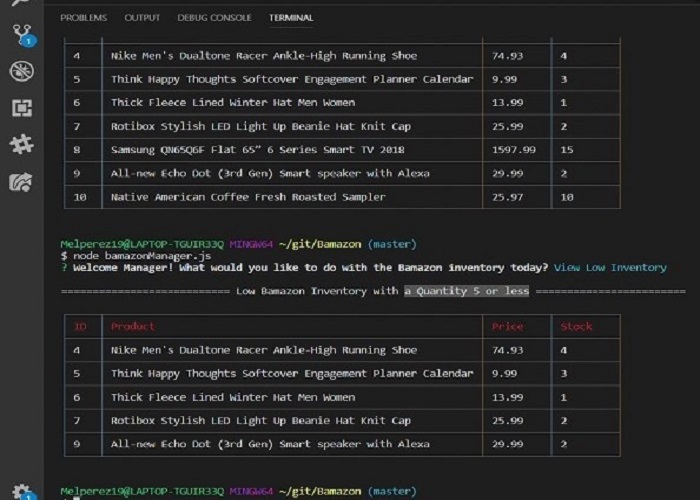 PROBLEMS OUTPUT DEBUG CONSOLE TERMINAL
4 Nike Men's Dualtone Racer Ankle-High Running Shoe 74.93 4
5 Think Happy Thoughts Softcover Engagement Planner Calendar 9.99 3
6 Thick Fleece Lined Winter Hat Men Women 13.99 1
7 Rotibox Stylish LED Light Up Beanie Hat Knit Cap 25.99 2
8 Samsung QN65Q6F Flat 65” 6 Series Smart TV 2018 1597.99 15
9 All-new Echo Dot (3rd Gen) Smart speaker with Alexa 29.99 2
10 Native American Coffee Fresh Roasted Sampler 25.97 10
Melperez19@LAPTOP-TGUIR33Q MINGW64 ~/git/Bamazon (master)
$ node bamazonManager.js
? Welcome Manager! What would you like to do with the Bamazon inventory today? View Low Inventory
============================ Low Bamazon Inventory with a Quantity 5 or less =========================
ID Product Price Stock
4 Nike Men's Dualtone Racer Ankle-High Running Shoe 74.93 4
5 Think Happy Thoughts Softcover Engagement Planner Calendar 9.99 3
6 Thick Fleece Lined Winter Hat Men Women 13.99 1
7 Rotibox Stylish LED Light Up Beanie Hat Knit Cap 25.99 2
9 All-new Echo Dot (3rd Gen) Smart speaker with Alexa 29.99 2
Melperez19@LAPTOP-TGUIR33Q MINGW64 ~/git/Bamazon (master)
1
1